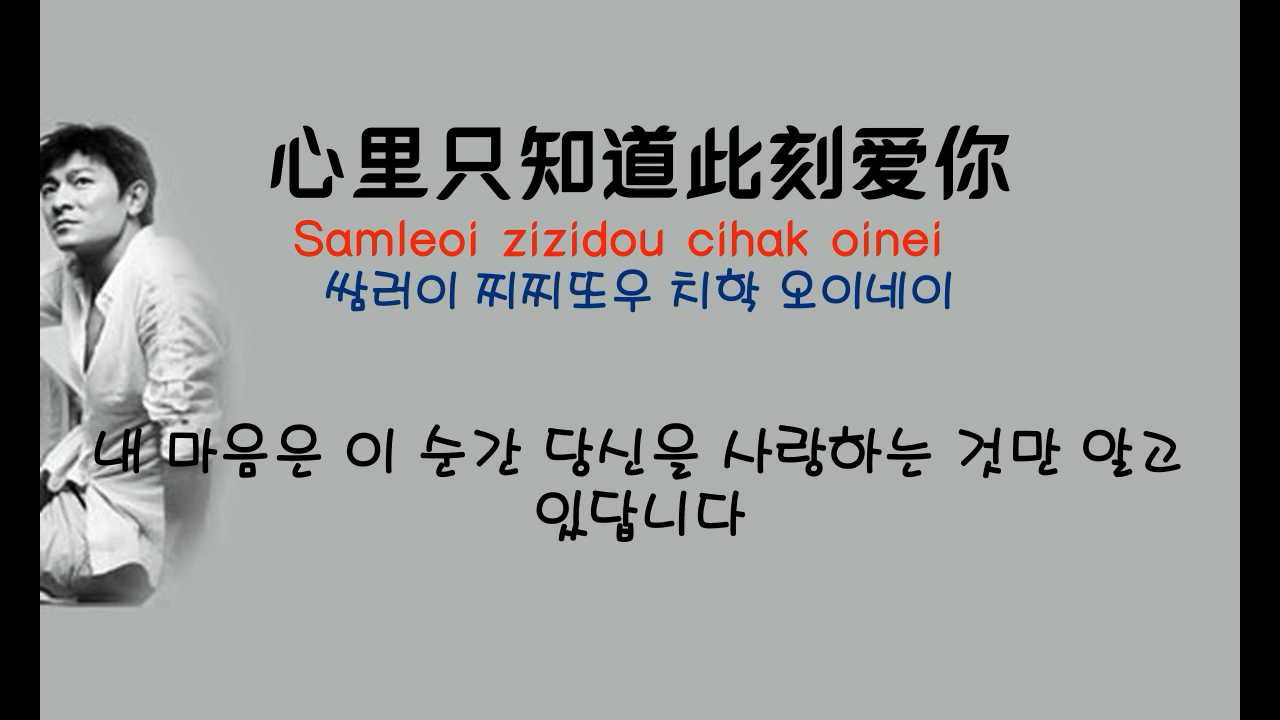 心里只知道此刻爱你
Samleoi zizidou cihak oinei
쌈러이 찌찌또우 치학 오이네이
내 마음은 이 순간 당신을 사랑하는 것만 알고
있답니다